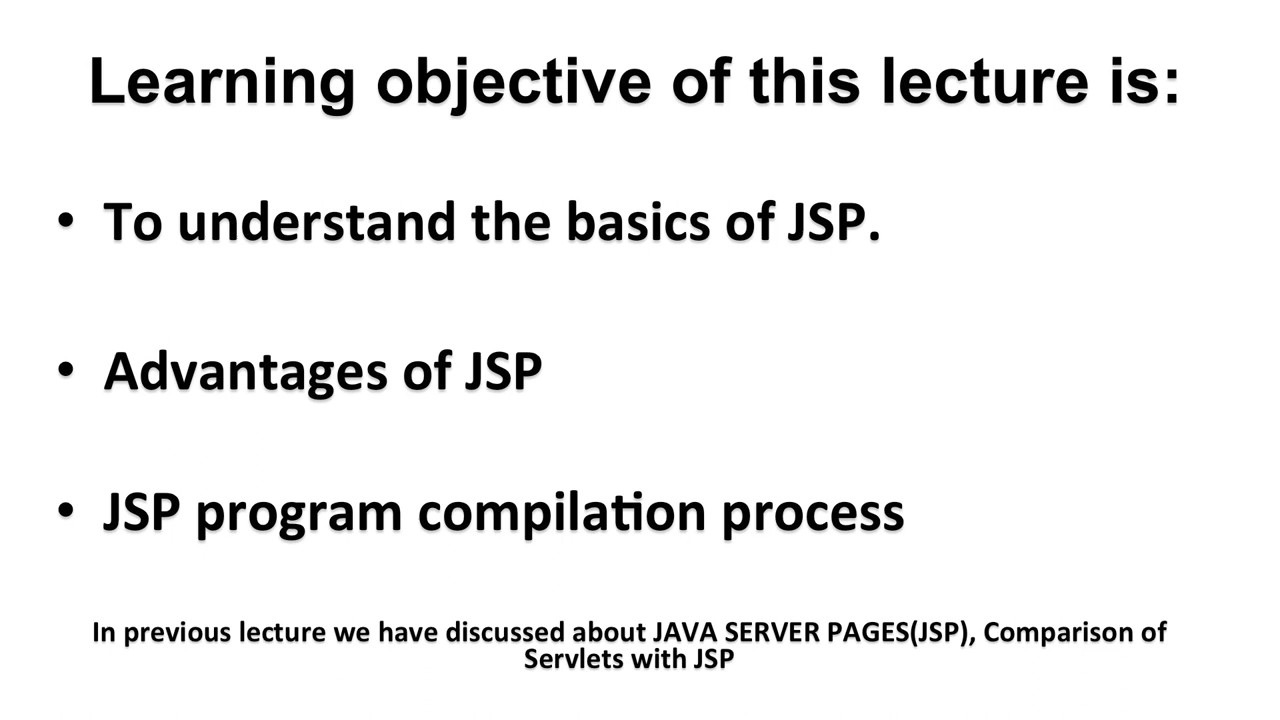 Learning objective of this lecture is:
• To understand the basics of JSP.
• Advantages of JSP
• JSP program compilation process
In previous lecture we have discussed about JAVA SERVER PAGES(JSP), Comparison of
Servlets with JSP